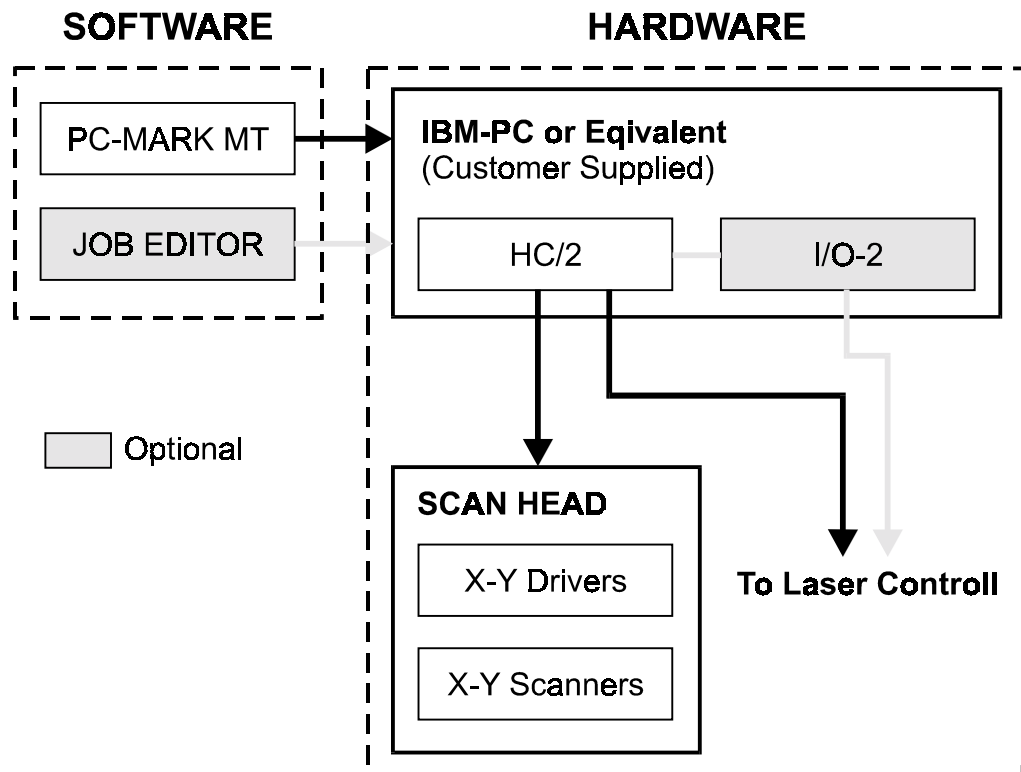 SOFTWARE
HARDWARE
PC-MARK MT
JOB EDITOR
IBM-PC or Eqivalent
(Customer Supplied)
HC/2
I/O-2
Optional
SCAN HEAD
X-Y Drivers
X-Y Scanners
To Laser Controll